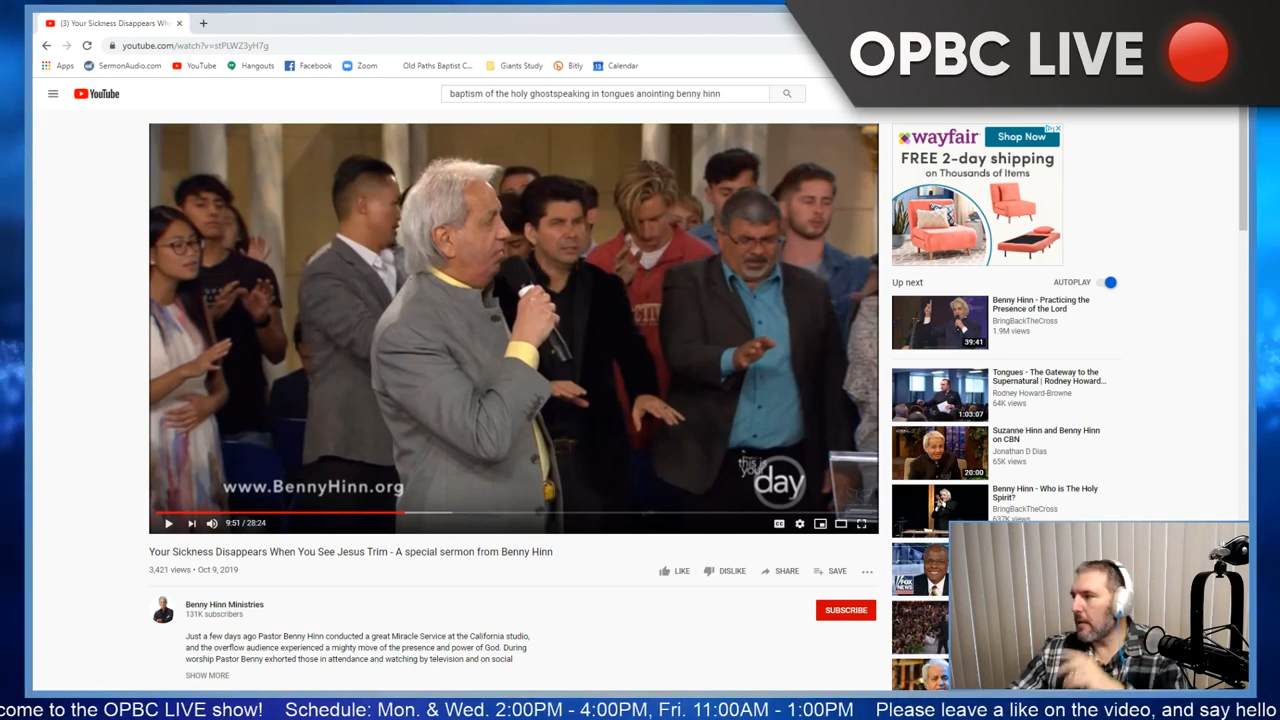 OPBC LIVE
(3) Your Sickness Disappears Whe
youtube.com/watch?v=stPLWZ3yH7g
Apps SermonAudio.com YouTube Hangouts Facebook Zoom Old Paths Baptist C... Giants Study Bitly Calendar
YouTube
baptism of the holy ghostspeaking in tongues anointing benny hinn
wayfair Shop Now
FREE 2-day shipping
on Thousands of Items
www.BennyHinn.org
this is your day
9:51 / 28:24
Your Sickness Disappears When You See Jesus Trim - A special sermon from Benny Hinn
3,421 views • Oct 9, 2019
LIKE DISLIKE SHARE SAVE ...
Benny Hinn Ministries
131K subscribers
SUBSCRIBE
Just a few days ago Pastor Benny Hinn conducted a great Miracle Service at the California studio,
and the overflow audience experienced a mighty move of the presence and power of God. During
worship Pastor Benny exhorted those in attendance and watching by television and on social
SHOW MORE
Up next AUTOPLAY
Benny Hinn - Practicing the
Presence of the Lord
BringBackTheCross
1.9M views
39:41
Tongues - The Gateway to the
Supernatural | Rodney Howard...
Rodney Howard-Browne
64K views
1:03:07
Suzanne Hinn and Benny Hinn
on CBN
Jonathan D Dias
65K views
20:00
Benny Hinn - Who is The Holy
Spirit?
BringBackTheCross
637K views
FOX NEWS
come to the OPBC LIVE show! Schedule: Mon. & Wed. 2:00PM - 4:00PM, Fri. 11:00AM - 1:00PM Please leave a like on the video, and say hello